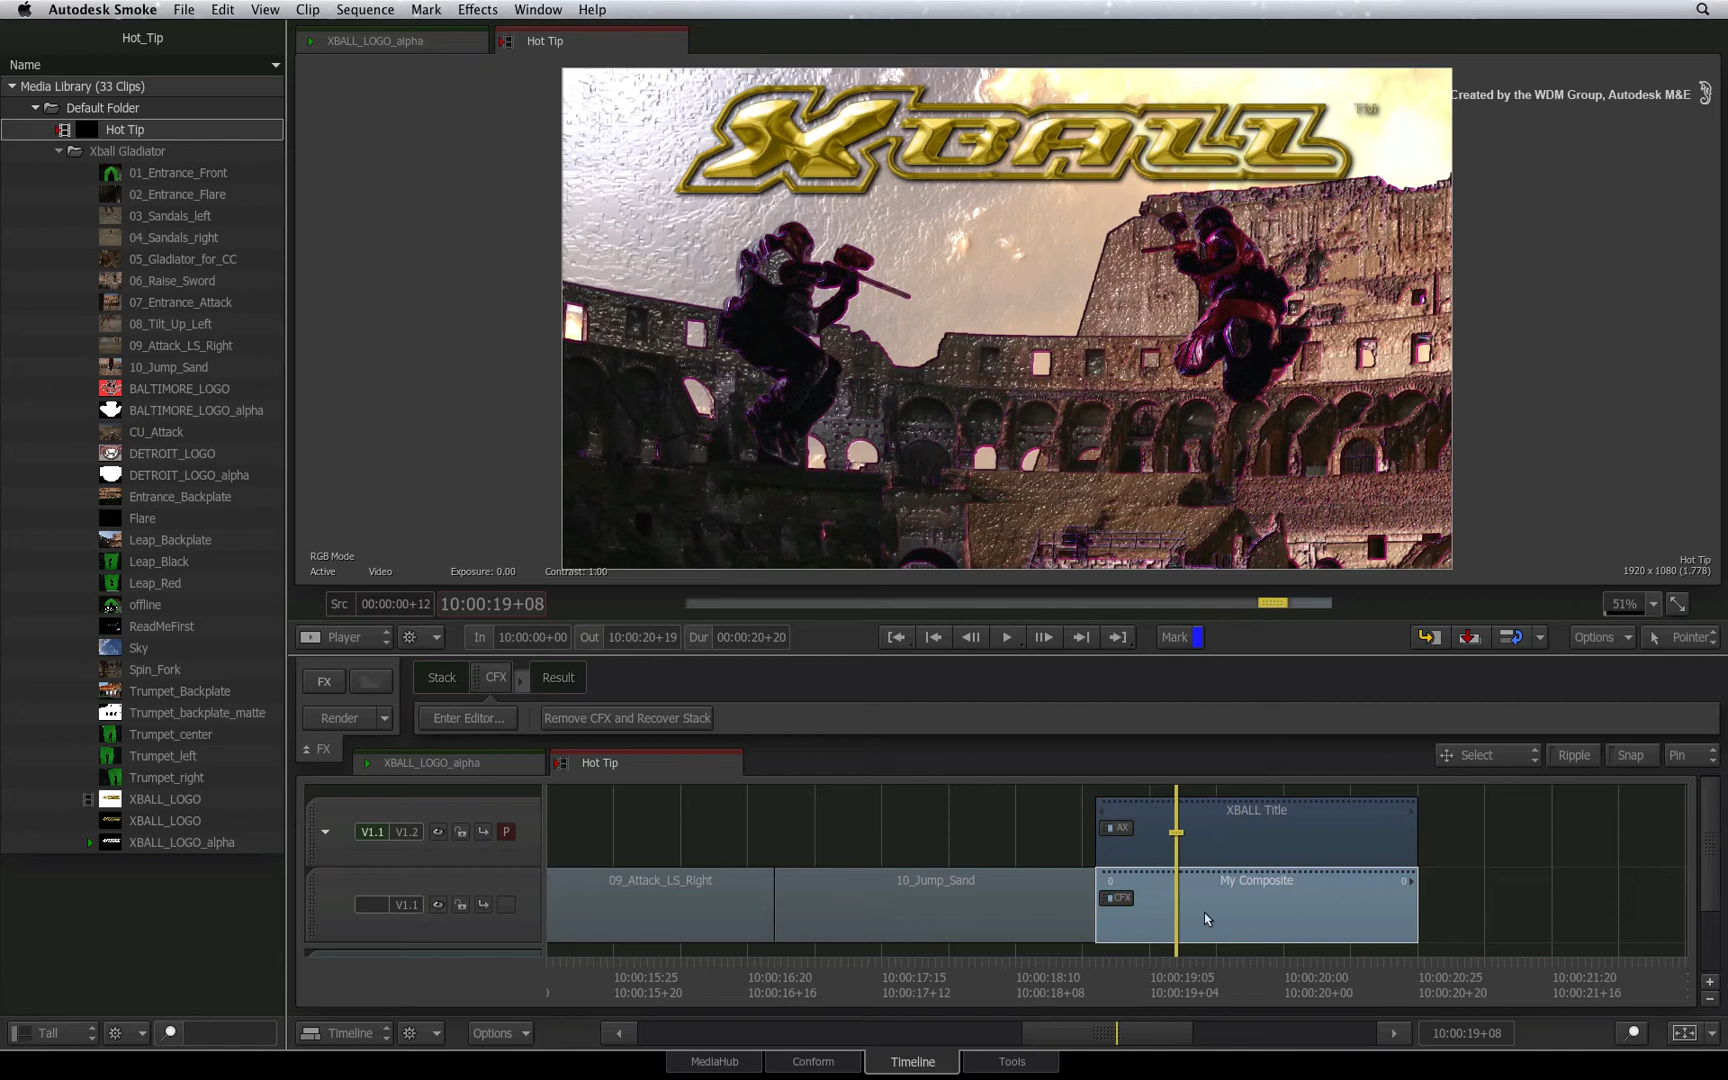 Autodesk Smoke File Edit View Clip Sequence Mark Effects Window Help
Hot_Tip
Name
Media Library (33 Clips)
Default Folder
Hot Tip
Xball Gladiator
01_Entrance_Front
02_Entrance_Flare
03_Sandals_left
04_Sandals_right
05_Gladiator_for_CC
06_Raise_Sword
07_Entrance_Attack
08_Tilt_Up_Left
09_Attack_LS_Right
10_Jump_Sand
BALTIMORE_LOGO
BALTIMORE_LOGO_alpha
CU_Attack
DETROIT_LOGO
DETROIT_LOGO_alpha
Entrance_Backplate
Flare
Leap_Backplate
Leap_Black
Leap_Red
offline
ReadMeFirst
Sky
Spin_Fork
Trumpet_Backplate
Trumpet_backplate_matte
Trumpet_center
Trumpet_left
Trumpet_right
XBALL_LOGO
XBALL_LOGO
XBALL_LOGO_alpha
Tall
XBALL_LOGO_alpha Hot Tip
XBALL ™
Created by the WDM Group, Autodesk M&E
RGB Mode
Active Video Exposure: 0.00 Contrast: 1.00
Hot Tip
1920 x 1080 (1.778)
Src 00:00:00+12 10:00:19+08 51%
Player In 10:00:00+00 Out 10:00:20+19 Dur 00:00:20+20 Mark Options Pointer
FX Stack CFX Result
Render Enter Editor... Remove CFX and Recover Stack
FX XBALL_LOGO_alpha Hot Tip Select Ripple Snap Pin
XBALL Title
V1.1 V1.2 P AX
09_Attack_LS_Right 10_Jump_Sand 0 My Composite 0
V1.1 CFX
10:00:15:25 10:00:16:20 10:00:17:15 10:00:18:10 10:00:19:05 10:00:20:00 10:00:20:25 10:00:21:20
0 10:00:15+20 10:00:16+16 10:00:17+12 10:00:18+08 10:00:19+04 10:00:20+00 10:00:20+20 10:00:21+16
Timeline Options 10:00:19+08
MediaHub Conform Timeline Tools